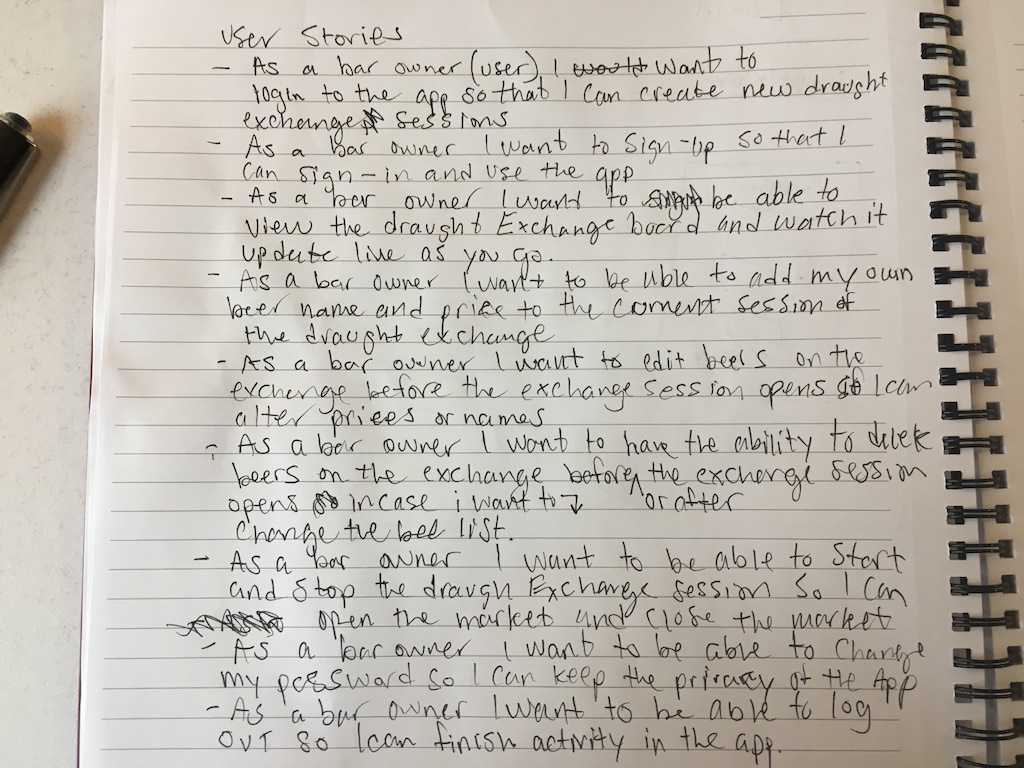 User Stories
- As a bar owner (user) I want to
login to the app so that I can create new draught
exchange sessions
- As a bar owner I want to Sign-Up so that I
can sign-in and use the app
- As a bar owner I want to be able to
view the draught Exchange board and watch it
update live as you go.
- As a bar owner I want to be able to add my own
beer name and price to the current session of
the draught exchange
- As a bar owner I want to edit beers on the
exchange before the exchange session opens so I can
alter prices or names
- As a bar owner I want to have the ability to delete
beers on the exchange before, the exchange session
opens incase i want to ↴ or after
change the bee list.
- As a bar owner I want to be able to Start
and Stop the draugh Exchange session So I Can
open the market and Close the market
- As a bar owner I want to be able to Change
my password so I can keep the privacy of the App
- As a bar owner I want to be able to log
OUT so I can finish activity in the app.